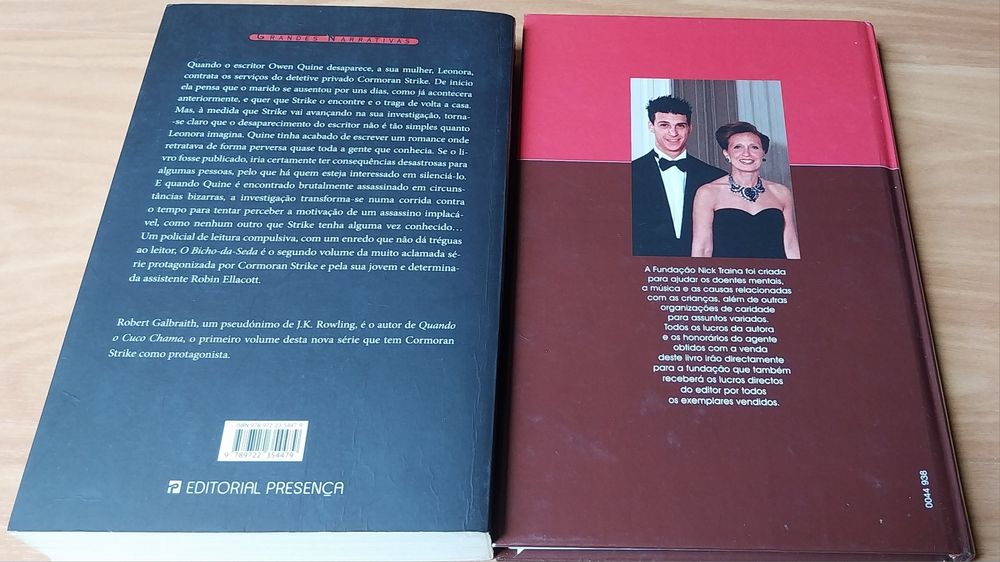 GRANDES NARRATIVAS
Quando o escritor Owen Quine desaparece, a sua mulher, Leonora,
contrata os serviços do detetive privado Cormoran Strike. De início
ela pensa que o marido se ausentou por uns dias, como já acontecera
anteriormente, e quer que Strike o encontre e o traga de volta a casa.
Mas, à medida que Strike vai avançando na sua investigação, torna-
-se claro que o desaparecimento do escritor não é tão simples quanto
Leonora imagina. Quine tinha acabado de escrever um romance onde
retratava de forma perversa quase toda a gente que conhecia. Se o li-
vro fosse publicado, iria certamente ter consequências desastrosas para
algumas pessoas, pelo que há quem esteja interessado em silenciá-lo.
E quando Quine é encontrado brutalmente assassinado em circuns-
tâncias bizarras, a investigação transforma-se numa corrida contra
o tempo para tentar perceber a motivação de um assassino implacá-
vel, como nenhum outro que Strike tenha alguma vez conhecido...
Um policial de leitura compulsiva, com um enredo que não dá tréguas
ao leitor, O Bicho-da-Seda é o segundo volume da muito aclamada sé-
rie protagonizada por Cormoran Strike e pela sua jovem e determina-
da assistente Robin Ellacott.
Robert Galbraith, um pseudónimo de J.K. Rowling, é o autor de Quando
o Cuco Chama, o primeiro volume desta nova série que tem Cormoran
Strike como protagonista.
ISBN 978-972-23-5447-9
9 789722 354479
EDITORIAL PRESENÇA
A Fundação Nick Traina foi criada
para ajudar os doentes mentais,
a música e as causas relacionadas
com as crianças, além de outras
organizações de caridade
para assuntos variados.
Todos os lucros da autora
e os honorários do agente
obtidos com a venda
deste livro irão directamente
para a fundação que também
receberá os lucros directos
do editor por todos
os exemplares vendidos.
0044 936